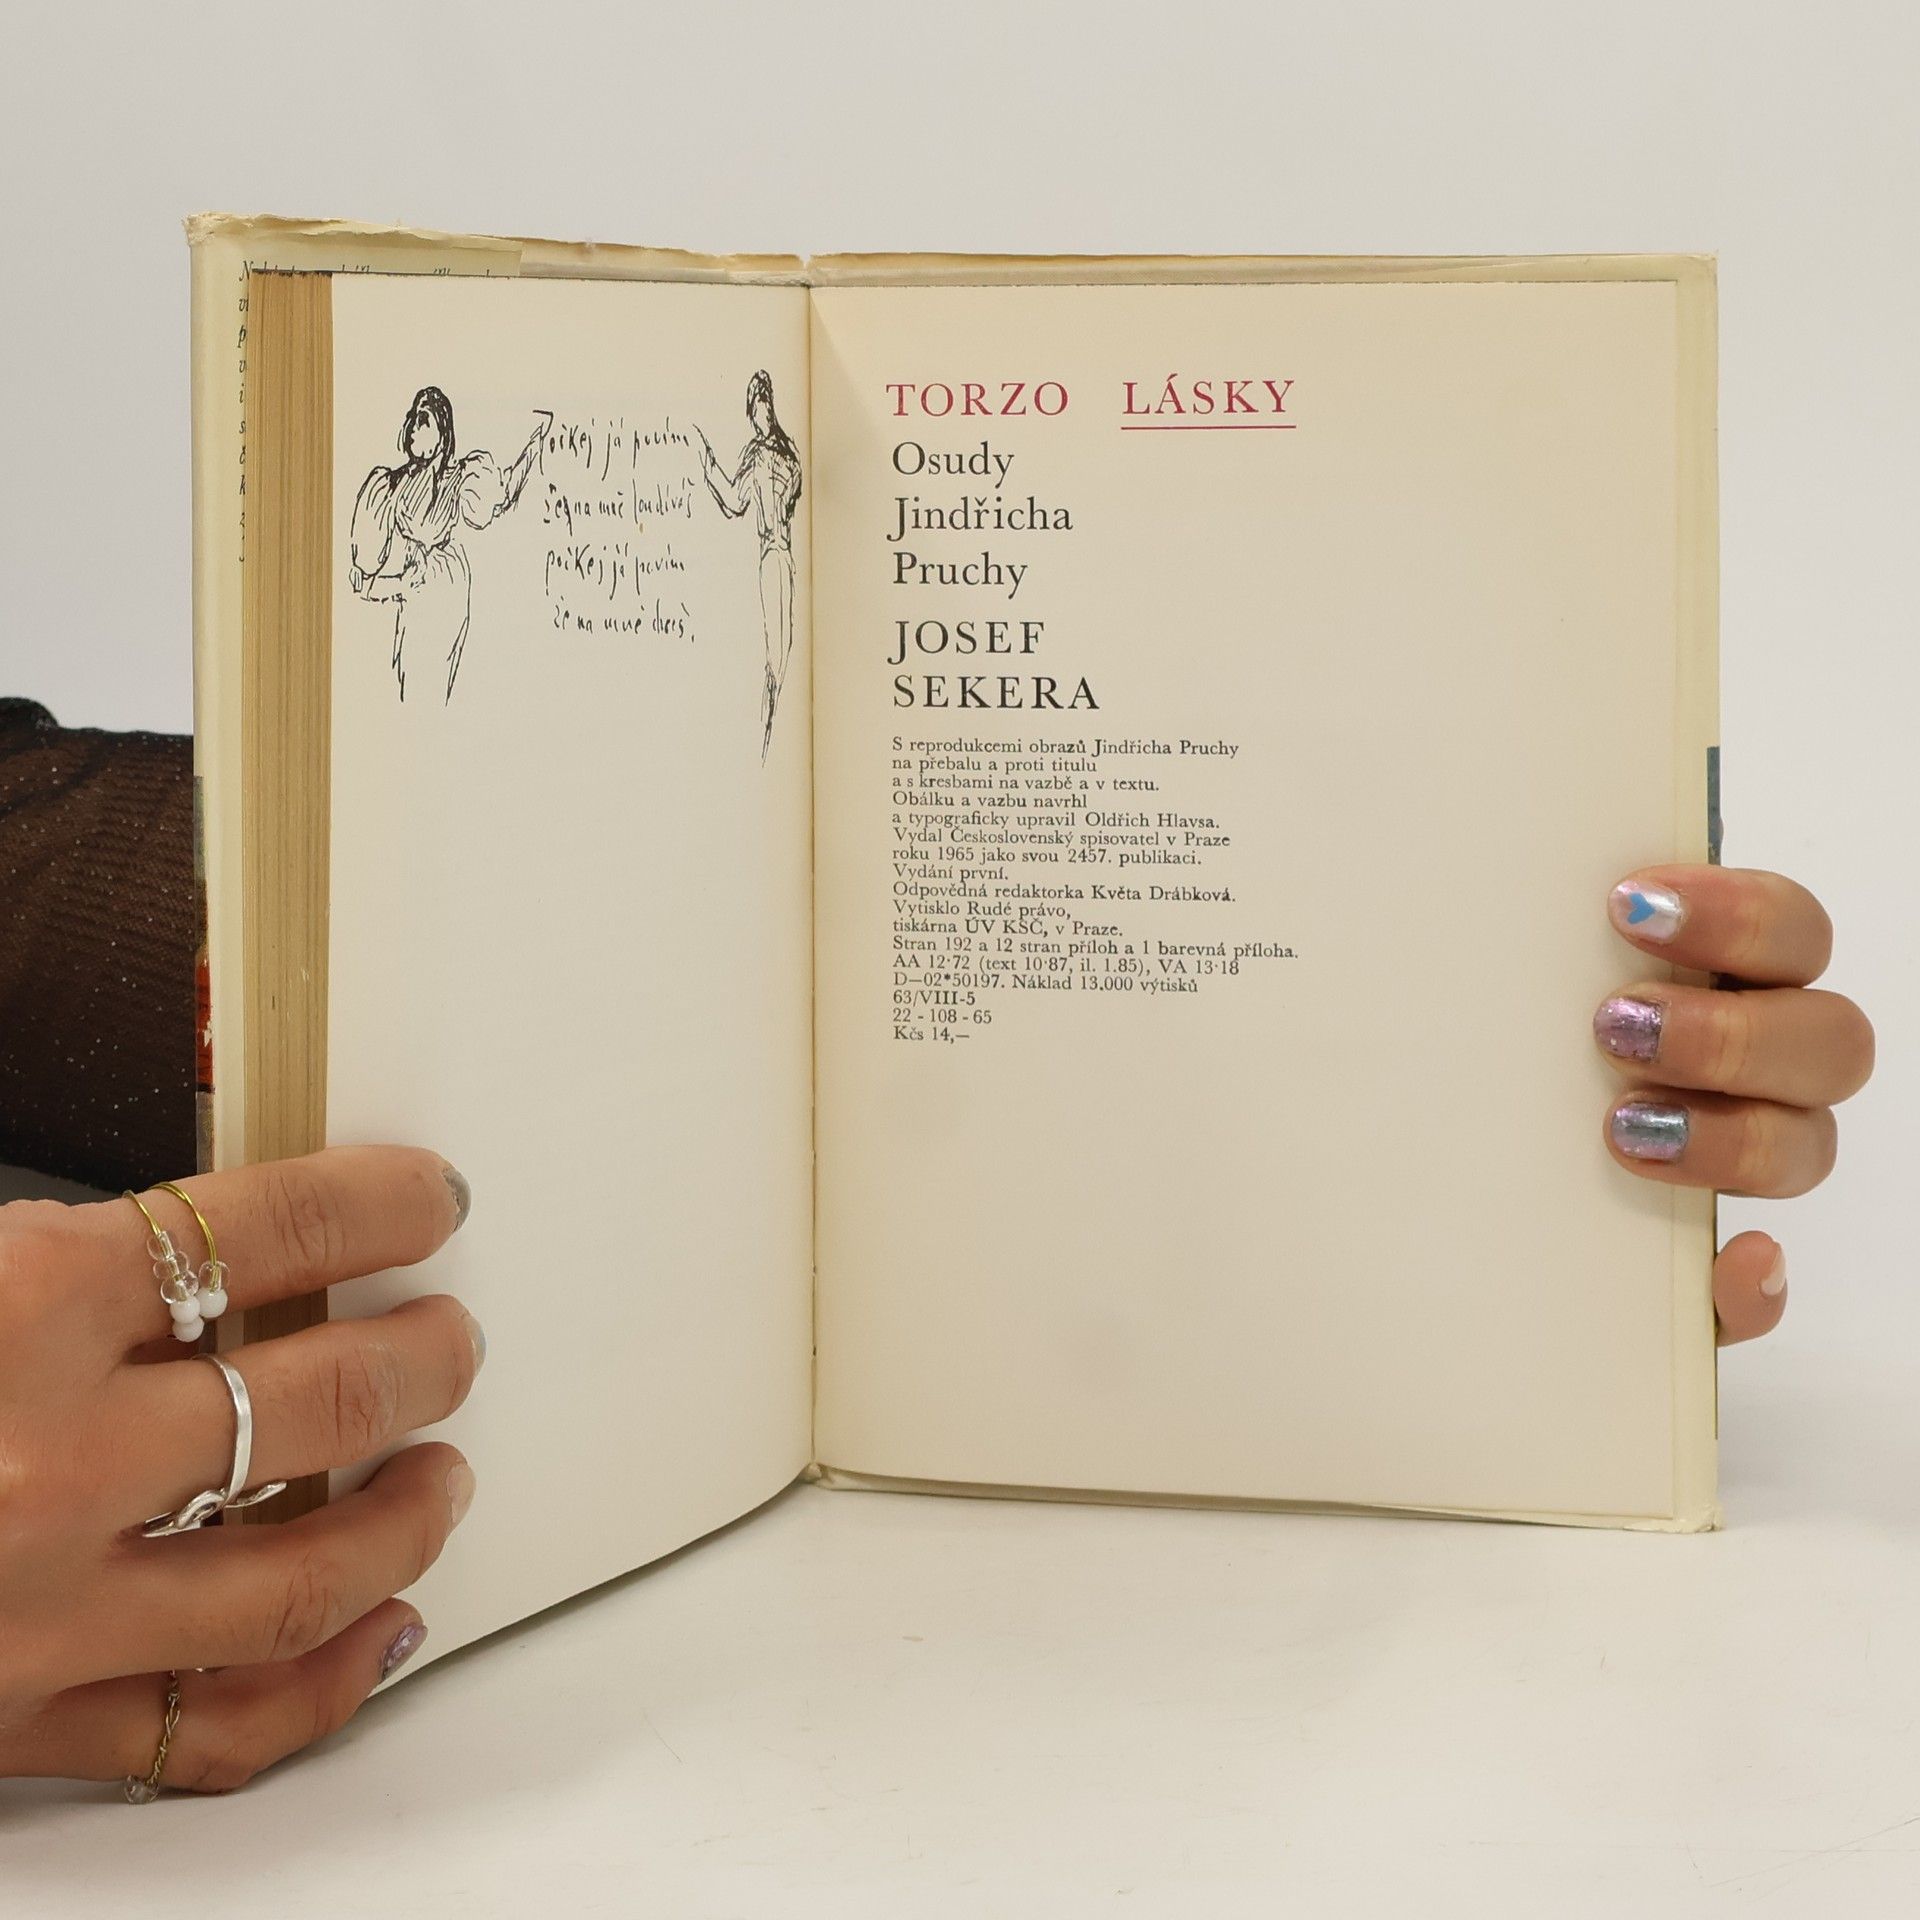 Počkej já povím
že na mně loudíváš
počkej já povím
že na mně chceš.
TORZO LÁSKY
Osudy
Jindřicha
Pruchy
JOSEF
SEKERA
S reprodukcemi obrazů Jindřicha Pruchy
na přebalu a proti titulu
a s kresbami na vazbě a v textu.
Obálku a vazbu navrhl
a typograficky upravil Oldřich Hlavsa.
Vydal Československý spisovatel v Praze
roku 1965 jako svou 2457. publikaci.
Vydání první.
Odpovědná redaktorka Květa Drábková.
Vytisklo Rudé právo,
tiskárna ÚV KSČ, v Praze.
Stran 192 a 12 stran příloh a 1 barevná příloha.
AA 12·72 (text 10·87, il. 1.85), VA 13·18
D—02*50197. Náklad 13.000 výtisků
63/VIII-5
22 - 108 - 65
Kčs 14,—